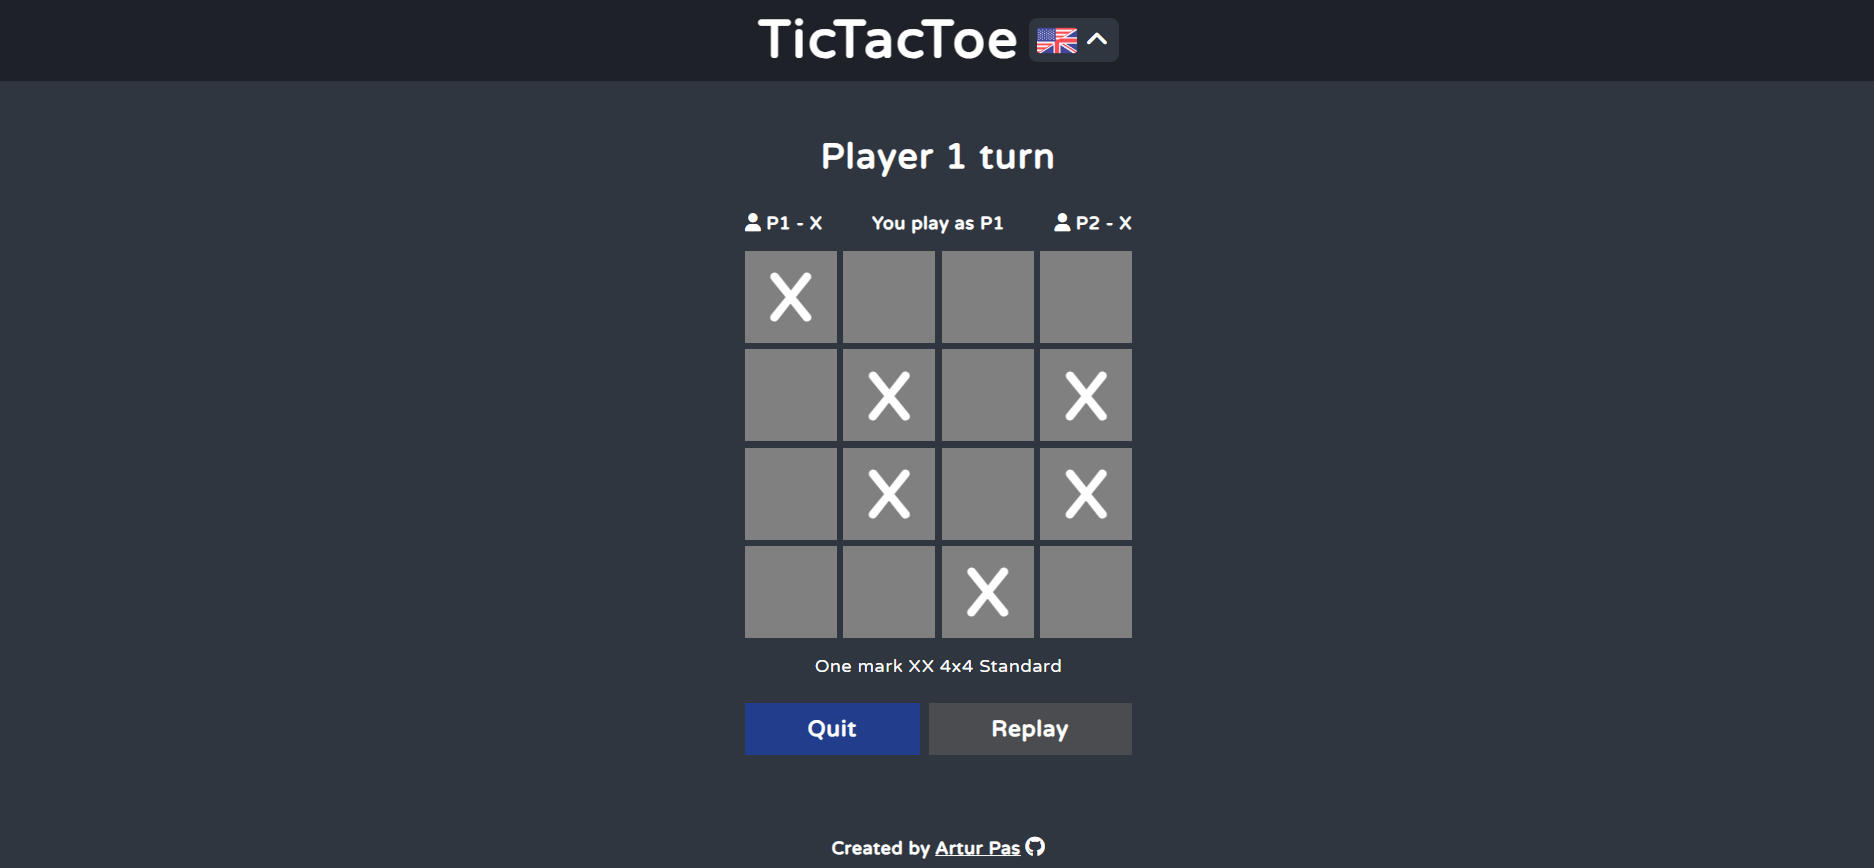 TicTacToe
Player 1 turn
P1 - X You play as P1 P2 - X
X
X X
X X
X
One mark XX 4x4 Standard
Quit Replay
Created by Artur Pas